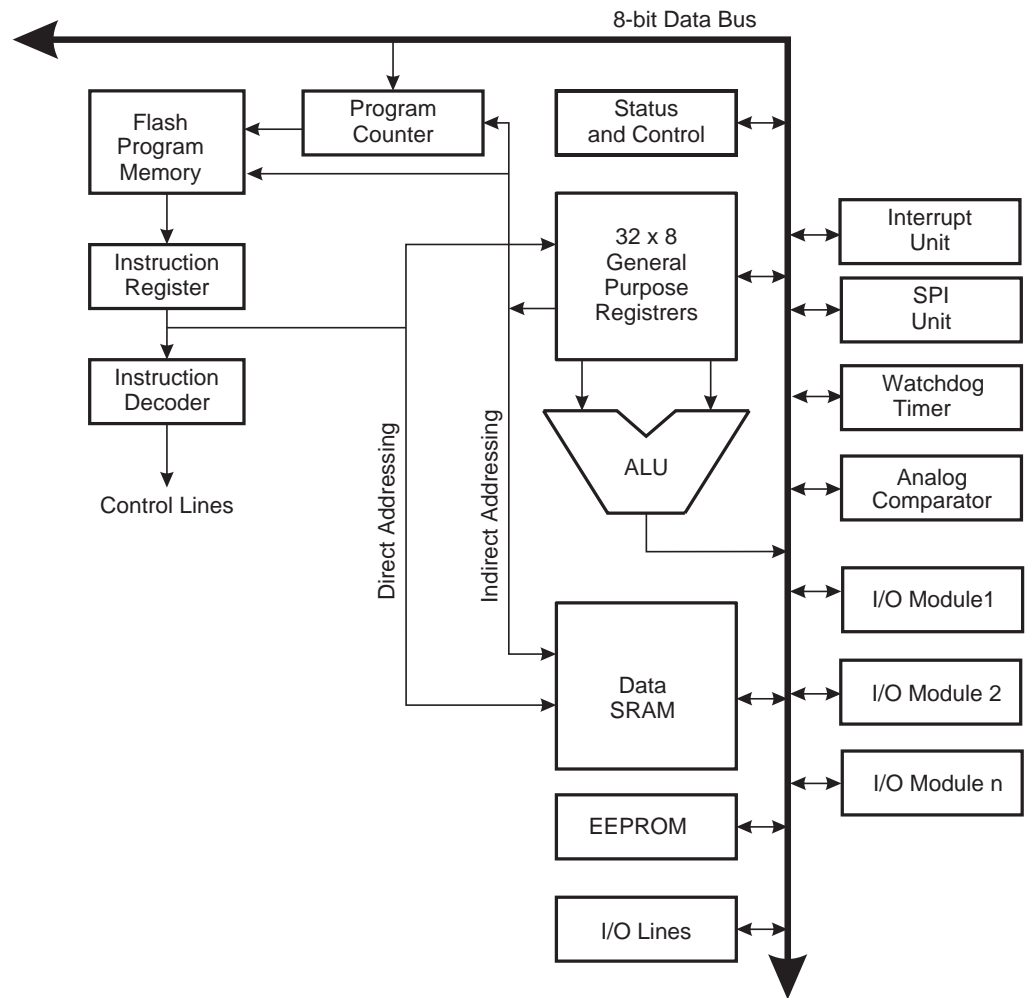 8-bit Data Bus
Flash
Program
Memory
Program
Counter
Status
and Control
Instruction
Register
Instruction
Decoder
Control Lines
Direct Addressing
Indirect Addressing
32 x 8
General
Purpose
Registrers
ALU
Data
SRAM
EEPROM
I/O Lines
Interrupt
Unit
SPI
Unit
Watchdog
Timer
Analog
Comparator
I/O Module1
I/O Module 2
I/O Module n